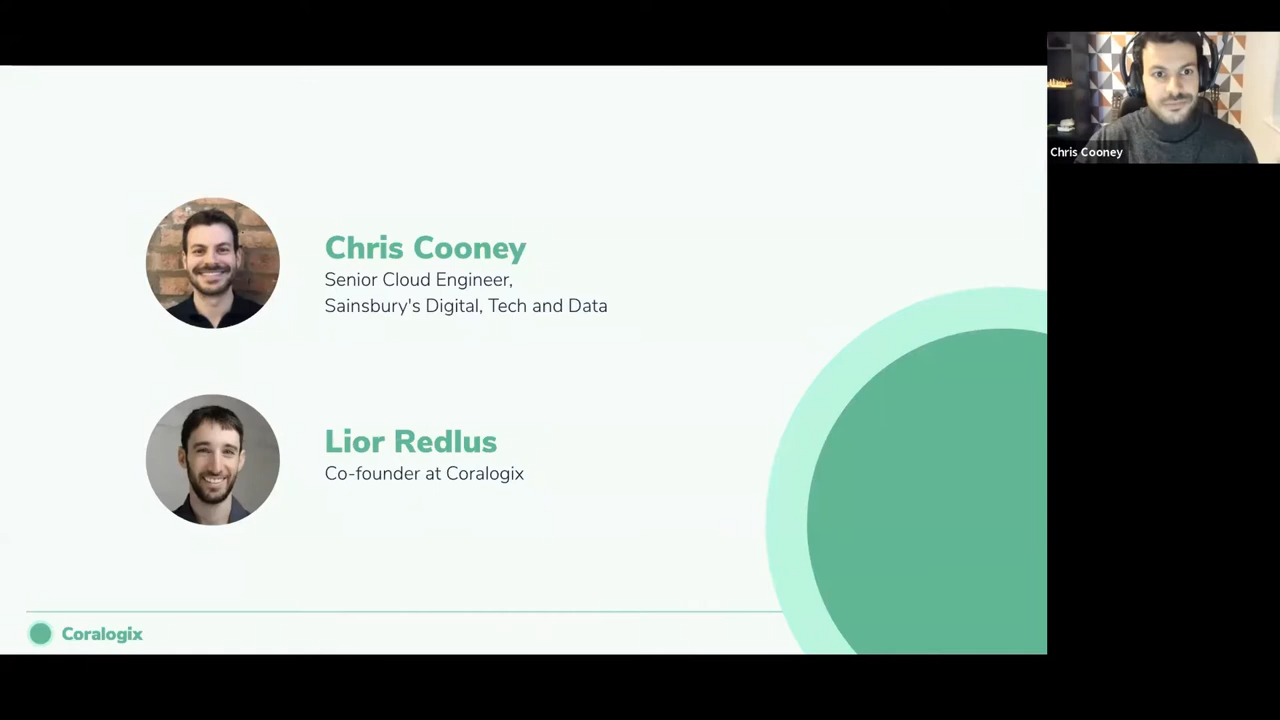 Chris Cooney
Senior Cloud Engineer,
Sainsbury's Digital, Tech and Data
Lior Redlus
Co-founder at Coralogix
Coralogix
Chris Cooney